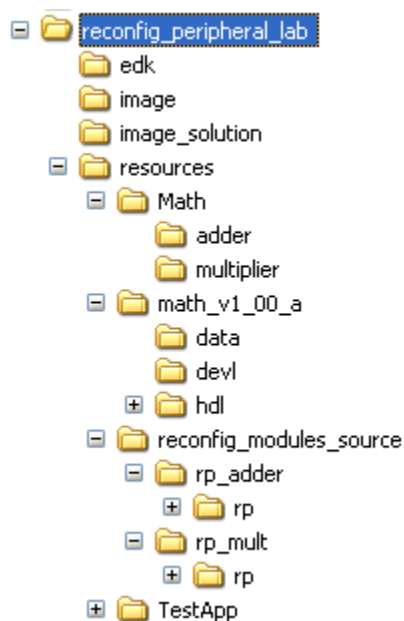 reconfig_peripheral_lab
edk
image
image_solution
resources
Math
adder
multiplier
math_v1_00_a
data
devl
hdl
reconfig_modules_source
rp_adder
rp
rp_mult
rp
TestApp